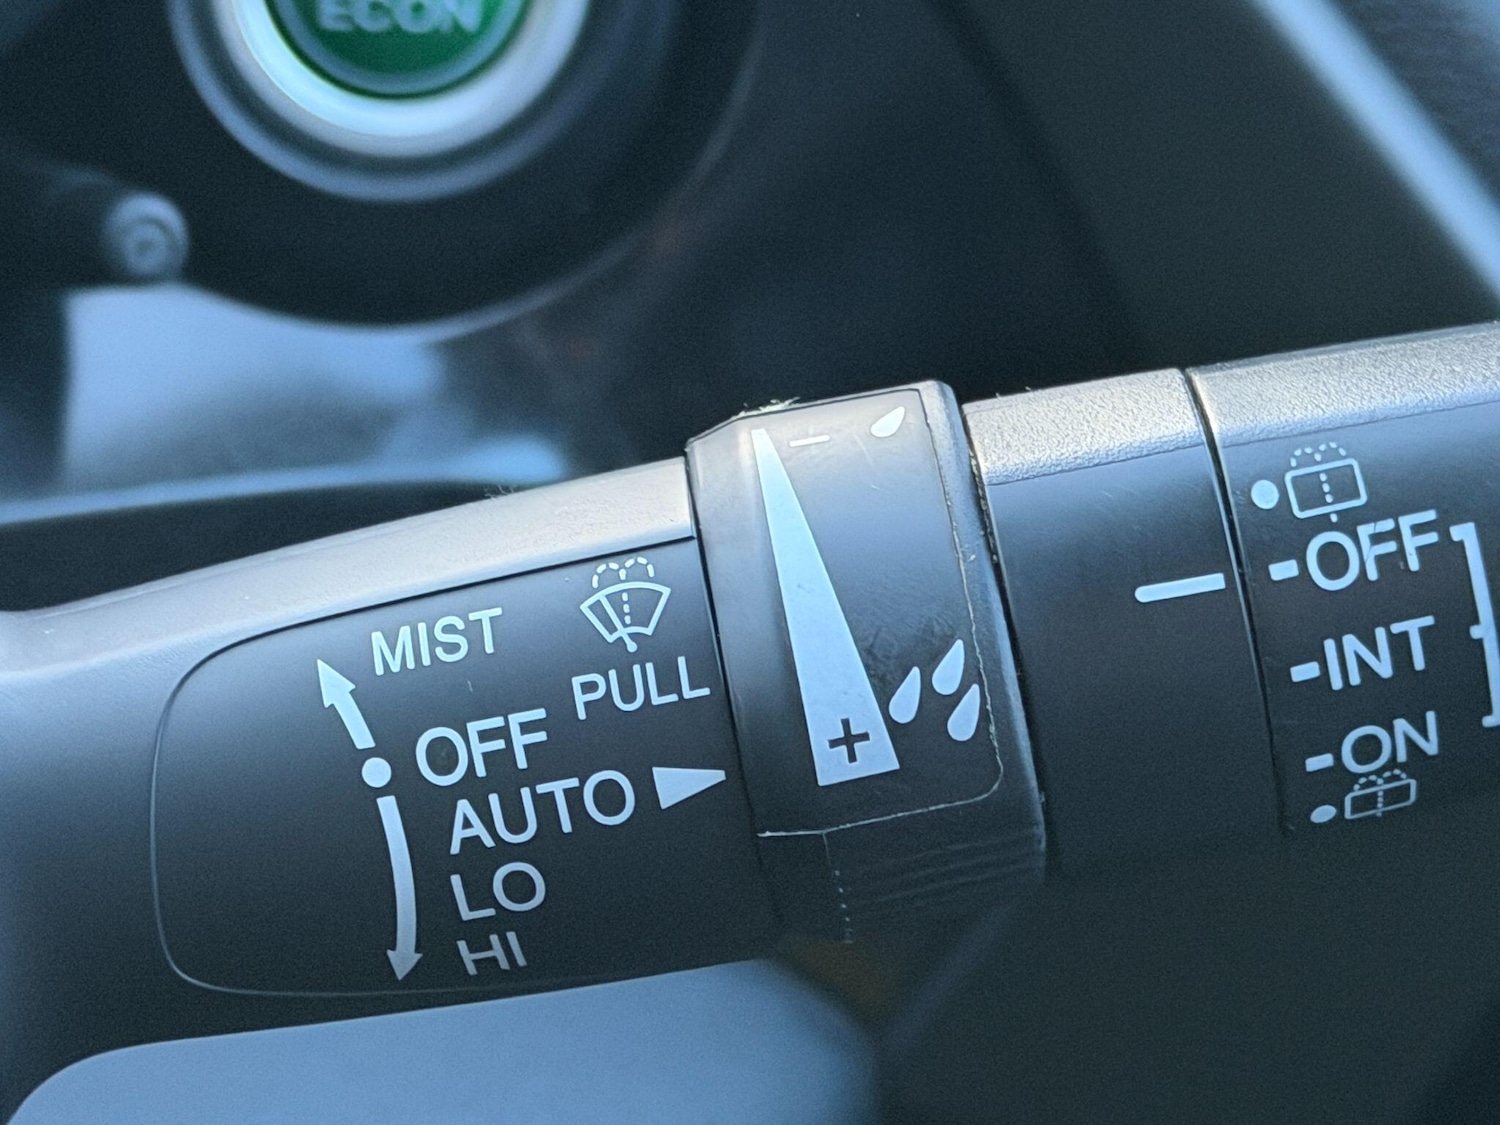 ECON
MIST
PULL
OFF
AUTO
LO
HI
-
+
-OFF
-INT
-ON